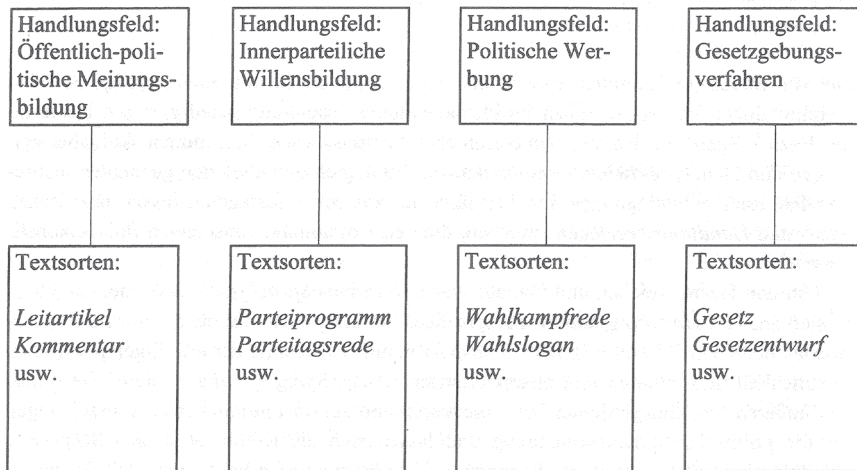 Handlungsfeld:
Öffentlich-poli-
tische Meinungs-
bildung
Handlungsfeld:
Innerparteiliche
Willensbildung
Handlungsfeld:
Politische Wer-
bung
Handlungsfeld:
Gesetzgebungs-
verfahren
Textsorten:
Leitartikel
Kommentar
usw.
Textsorten:
Parteiprogramm
Parteitagsrede
usw.
Textsorten:
Wahlkampfrede
Wahlslogan
usw.
Textsorten:
Gesetz
Gesetzentwurf
usw.